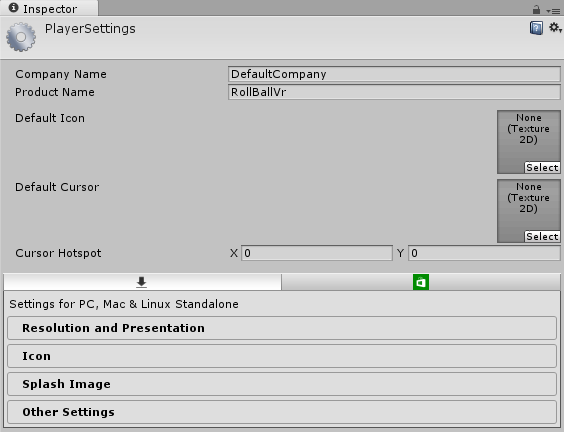 Inspector
PlayerSettings
Company Name DefaultCompany
Product Name RollBallVr
Default Icon
None
(Texture
2D)
Select
Default Cursor
None
(Texture
2D)
Select
Cursor Hotspot X 0 Y 0
Settings for PC, Mac & Linux Standalone
Resolution and Presentation
Icon
Splash Image
Other Settings